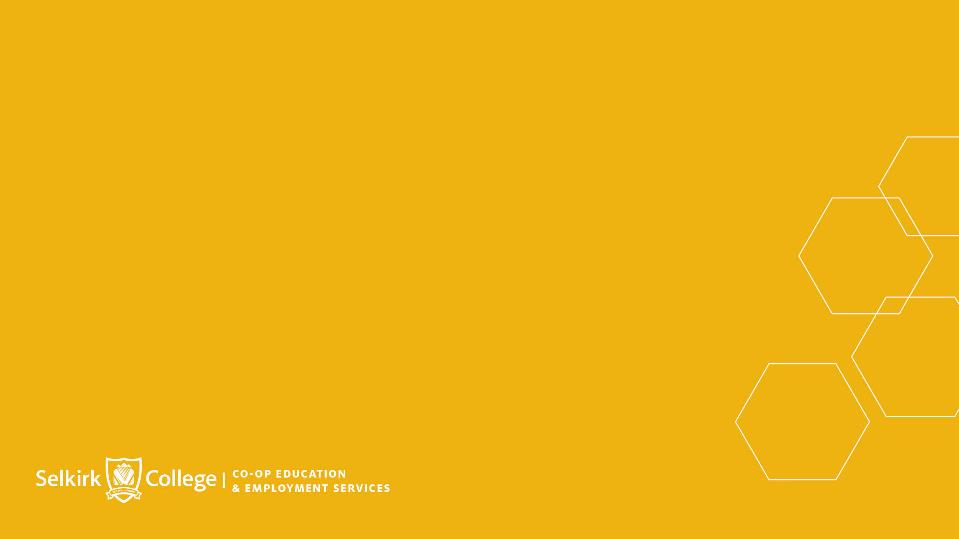 Selkirk College | CO-OP EDUCATION
& EMPLOYMENT SERVICES